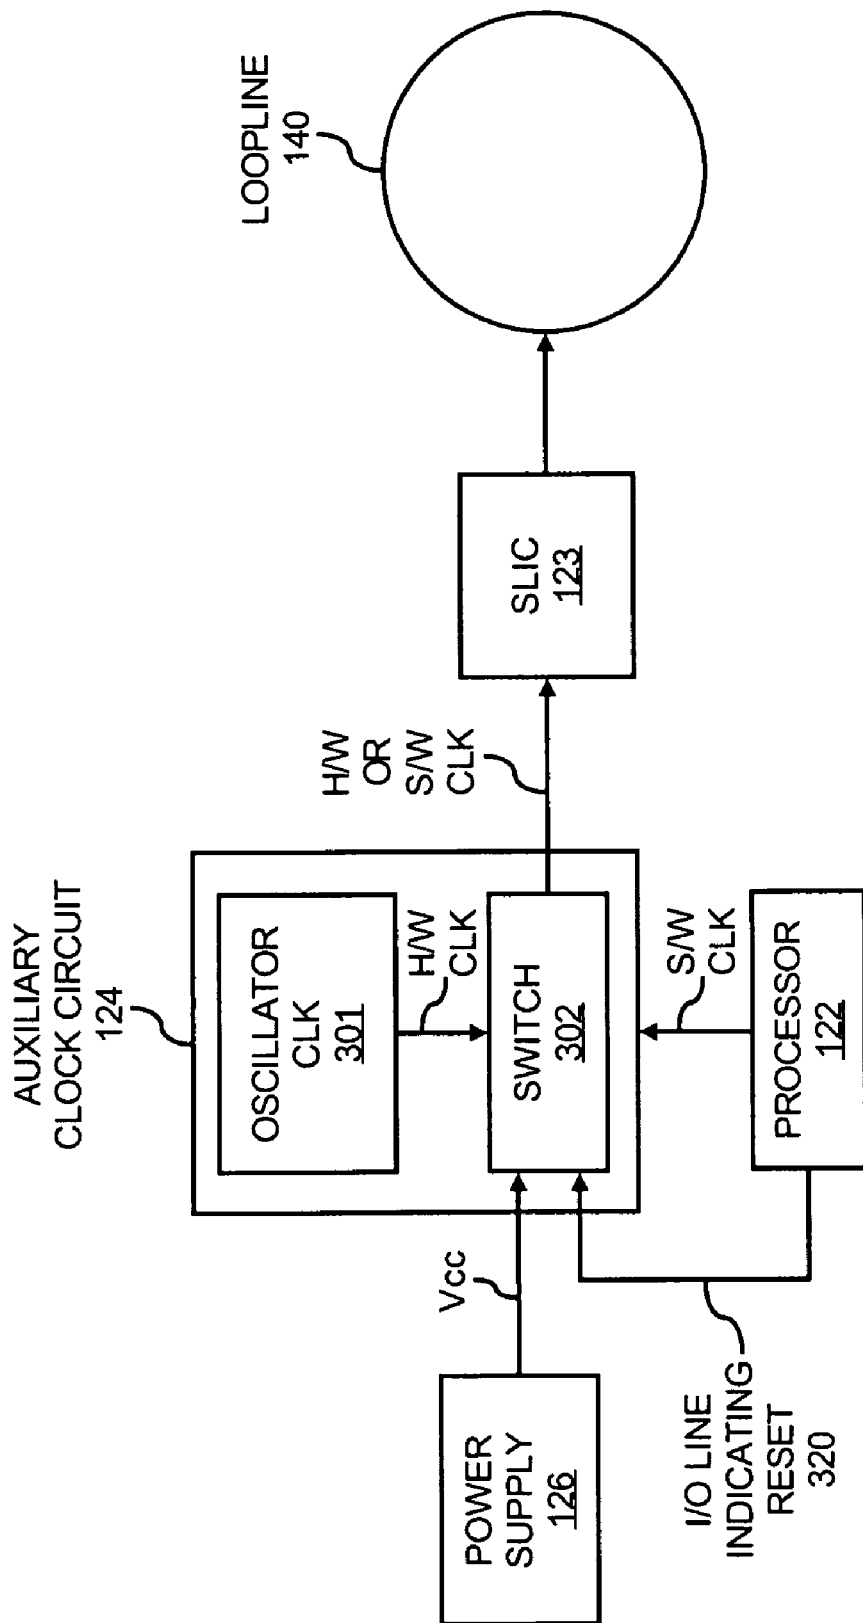 AUXILIARY
CLOCK CIRCUIT
124
LOOPLINE
140
OSCILLATOR
CLK
301
H/W
CLK
H/W
OR
S/W
CLK
Vcc
SWITCH
302
SLIC
123
POWER
SUPPLY
126
S/W
CLK
I/O LINE
INDICATING
RESET
320
PROCESSOR
122